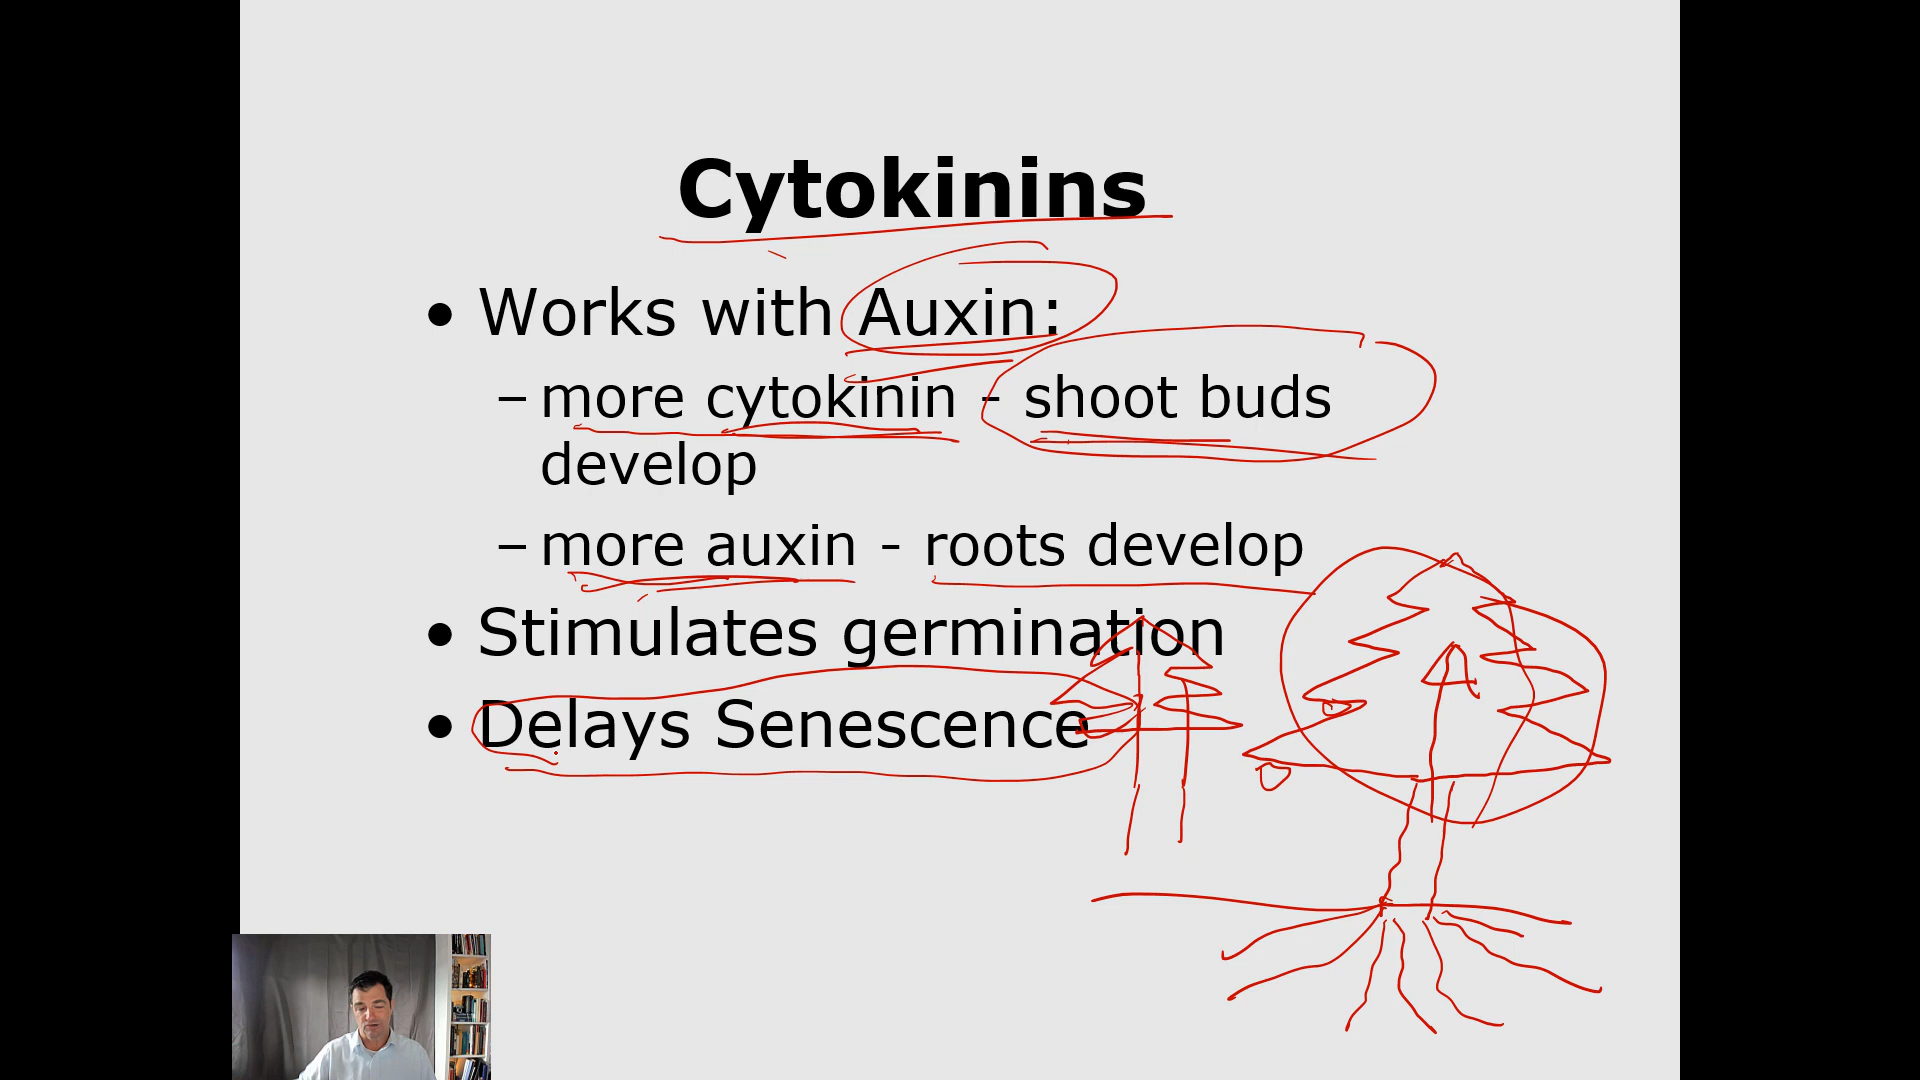 Cytokinins
• Works with Auxin:
– more cytokinin - shoot buds
develop
– more auxin - roots develop
• Stimulates germination
• Delays Senescence